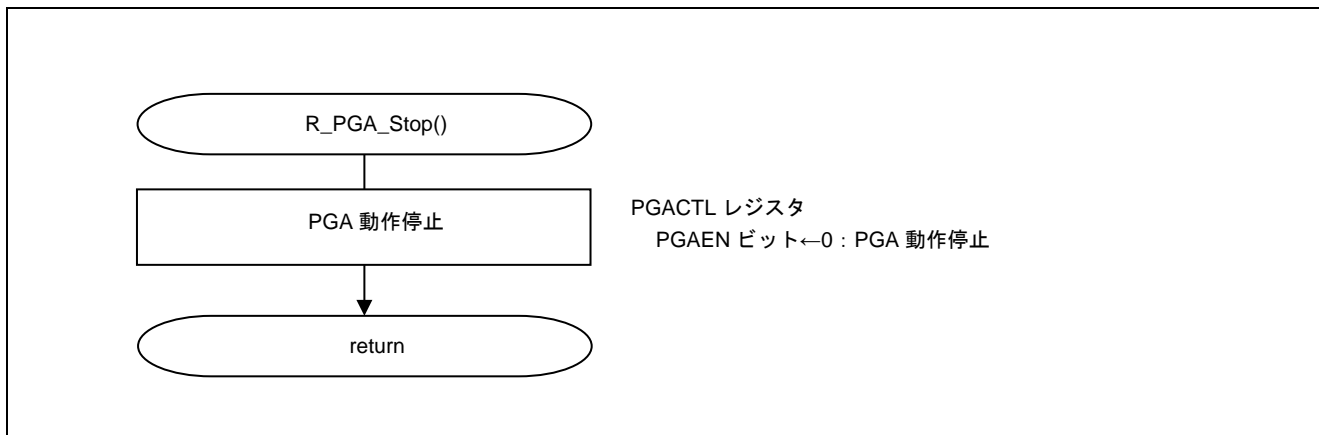 R_PGA_Stop()
PGA 動作停止
PGACTL レジスタ
PGAEN ビット←0：PGA 動作停止
return